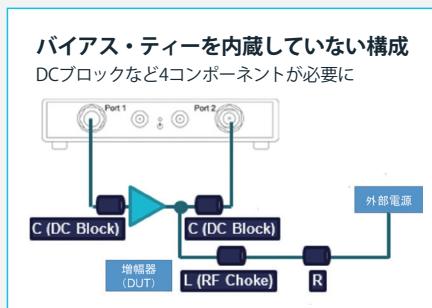 バイアス・ティーを内蔵していない構成
DCブロックなど4コンポーネントが必要に
Port 1
Port 2
外部電源
C (DC Block)
C (DC Block)
増幅器
（DUT）
L (RF Choke)
R